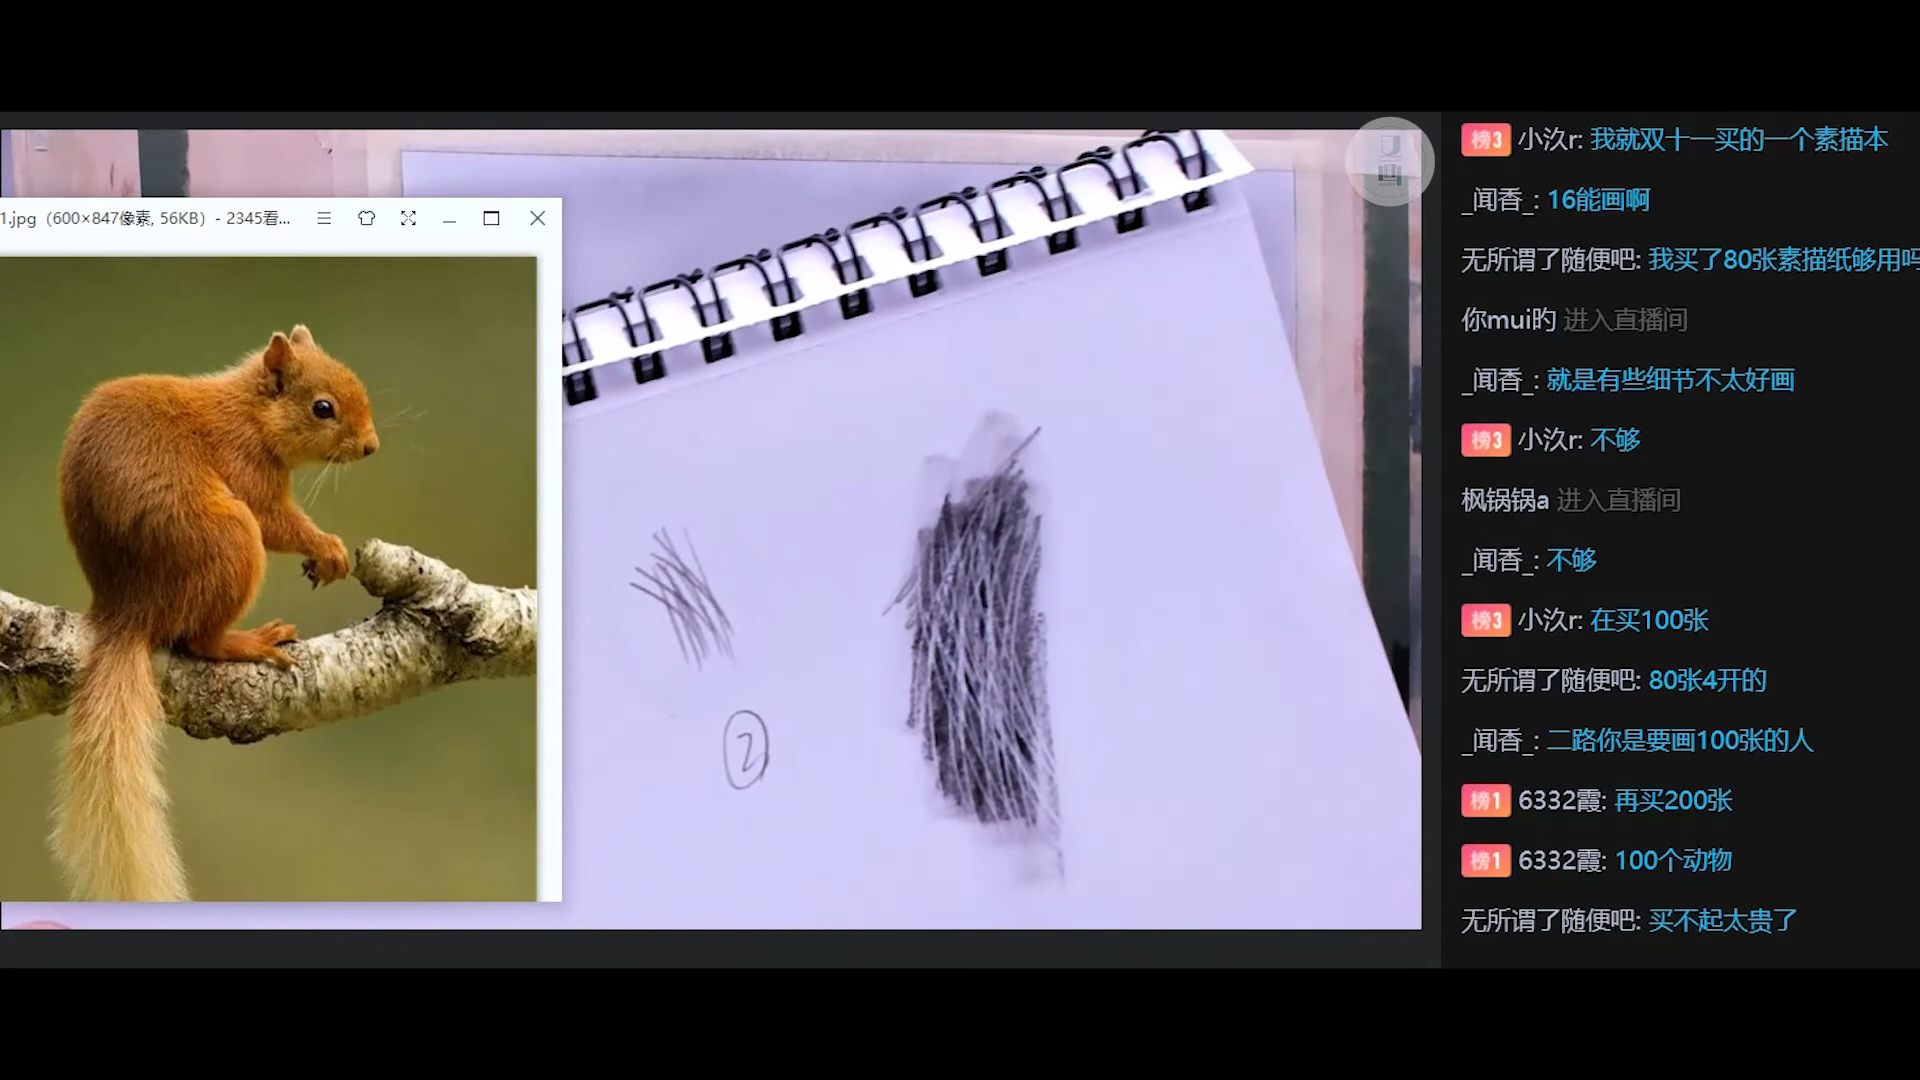 1.jpg（600×847像素, 56KB）- 2345看...
2
榜3 小氿r: 我就双十一买的一个素描本
_闻香_: 16能画啊
无所谓了随便吧: 我买了80张素描纸够用吗
你mui旳 进入直播间
_闻香_: 就是有些细节不太好画
榜3 小氿r: 不够
枫锅锅a 进入直播间
_闻香_: 不够
榜3 小氿r: 在买100张
无所谓了随便吧: 80张4开的
_闻香_: 二路你是要画100张的人
榜1 6332霞: 再买200张
榜1 6332霞: 100个动物
无所谓了随便吧: 买不起太贵了